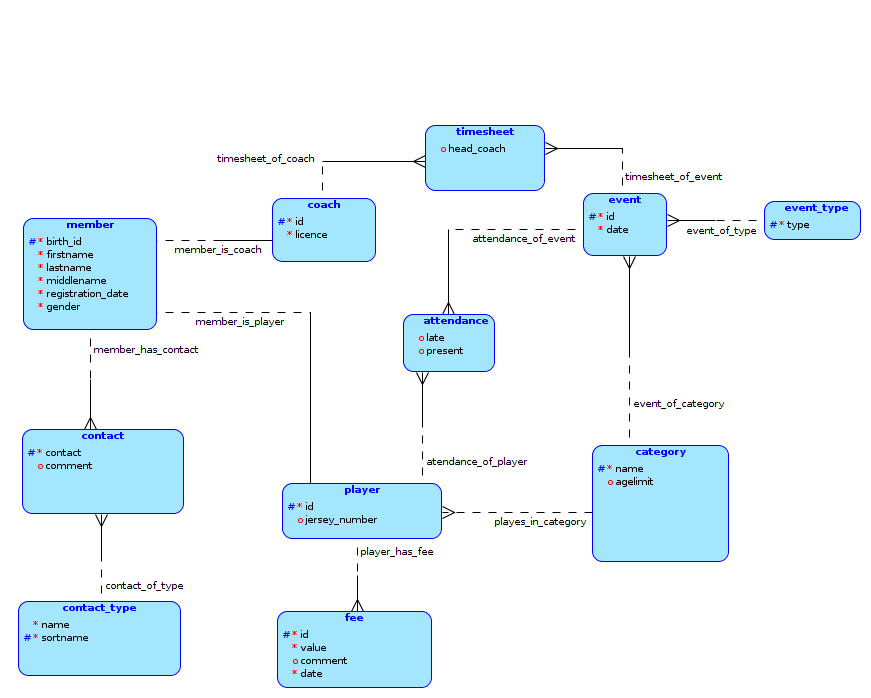 timesheet
o head_coach
timesheet_of_coach
timesheet_of_event
coach
# * id
* licence
event
# * id
* date
event_type
# * type
event_of_type
member
# * birth_id
* firstname
* lastname
* middlename
* registration_date
* gender
member_is_coach
attendance_of_event
member_is_player
attendance
o late
o present
member_has_contact
event_of_category
contact
# * contact
o comment
category
# * name
o agelimit
atendance_of_player
player
# * id
o jersey_number
playes_in_category
player_has_fee
contact_of_type
contact_type
* name
# * sortname
fee
# * id
* value
o comment
* date